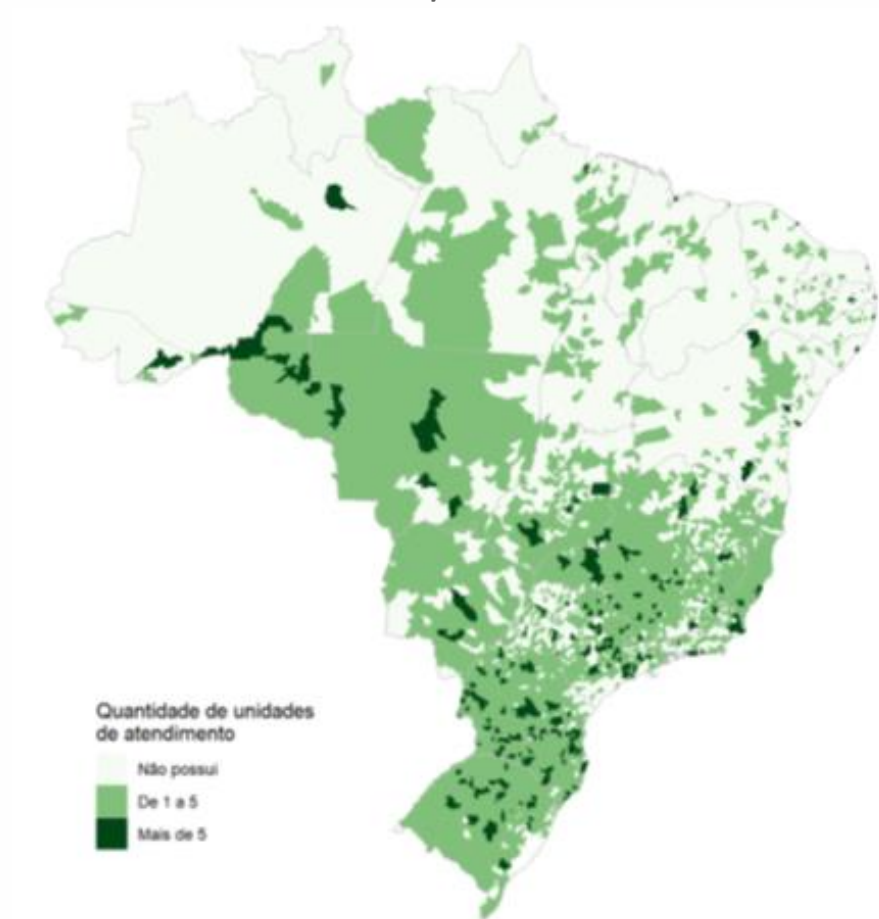 Quantidade de unidades
de atendimento
Não possui
De 1 a 5
Mais de 5